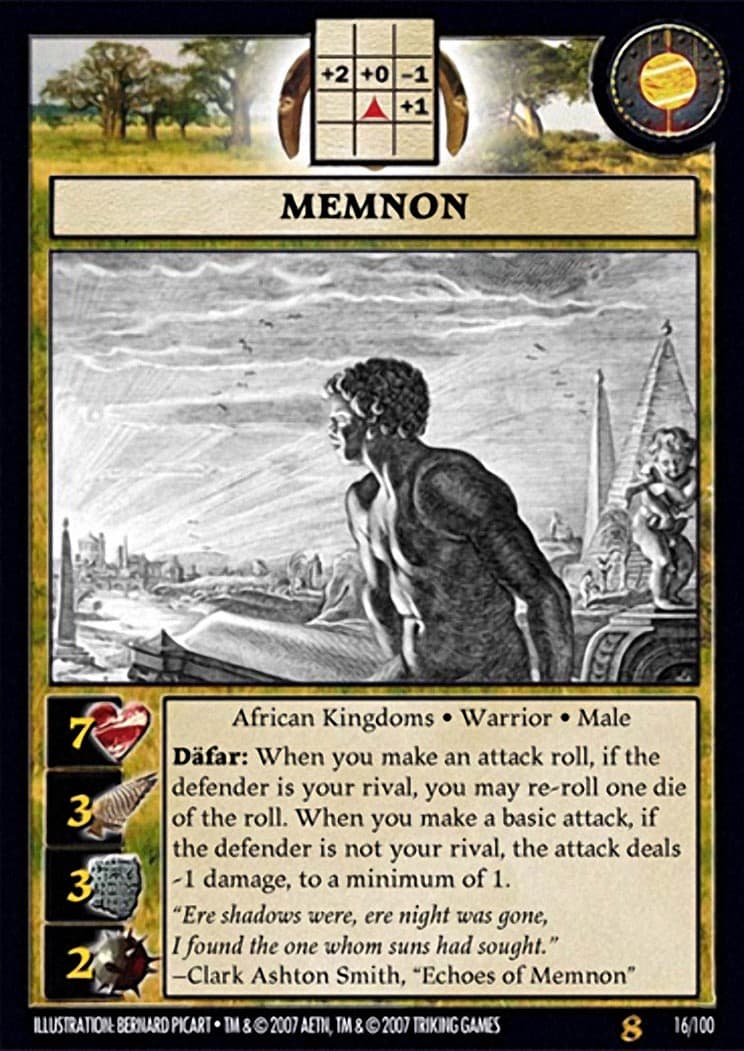 +2 +0 -1
+1
MEMNON
7
3
3
2
African Kingdoms • Warrior • Male
Däfar: When you make an attack roll, if the
defender is your rival, you may re-roll one die
of the roll. When you make a basic attack, if
the defender is not your rival, the attack deals
-1 damage, to a minimum of 1.
“Ere shadows were, ere night was gone,
I found the one whom suns had sought.”
–Clark Ashton Smith, “Echoes of Memnon”
ILLUSTRATION: BERNARD PICART • TM & © 2007 AETN, TM & © 2007 TRIKING GAMES
8 16/100